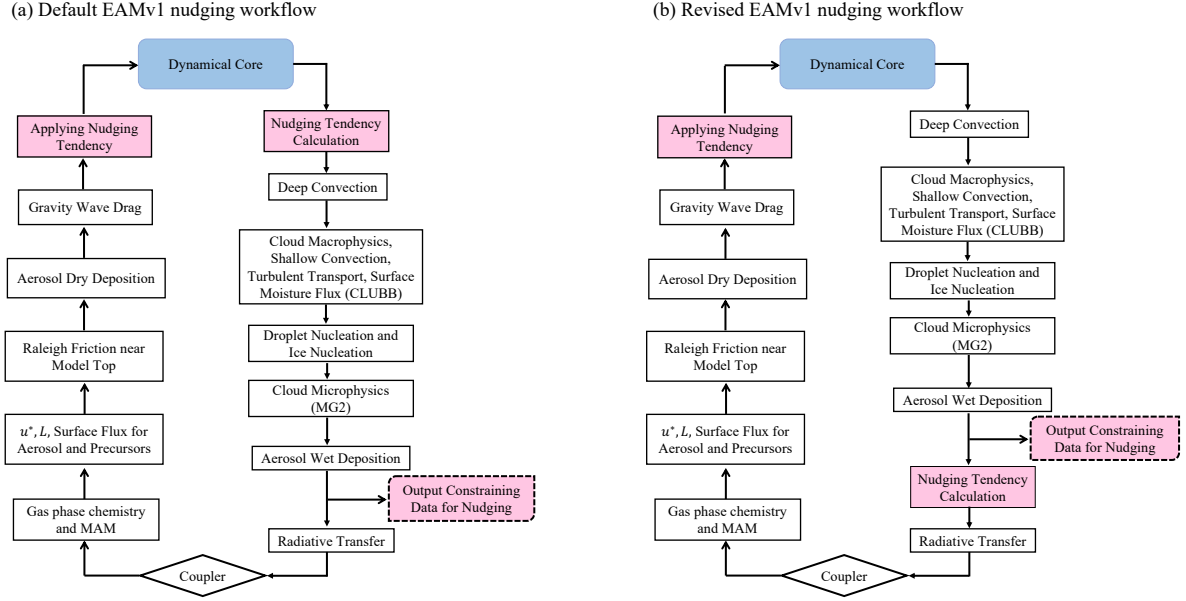 (a) Default EAMv1 nudging workflow
Dynamical Core
Applying Nudging
Tendency
Nudging Tendency
Calculation
Deep Convection
Gravity Wave Drag
Cloud Macrophysics,
Shallow Convection,
Turbulent Transport, Surface
Moisture Flux (CLUBB)
Aerosol Dry Deposition
Droplet Nucleation and
Ice Nucleation
Raleigh Friction near
Model Top
Cloud Microphysics
(MG2)
u*, L, Surface Flux for
Aerosol and Precursors
Aerosol Wet Deposition
Output Constraining
Data for Nudging
Gas phase chemistry
and MAM
Radiative Transfer
Coupler
(b) Revised EAMv1 nudging workflow
Dynamical Core
Applying Nudging
Tendency
Deep Convection
Gravity Wave Drag
Cloud Macrophysics,
Shallow Convection,
Turbulent Transport, Surface
Moisture Flux (CLUBB)
Aerosol Dry Deposition
Droplet Nucleation and
Ice Nucleation
Raleigh Friction near
Model Top
Cloud Microphysics
(MG2)
Aerosol Wet Deposition
u*, L, Surface Flux for
Aerosol and Precursors
Output Constraining
Data for Nudging
Nudging Tendency
Calculation
Gas phase chemistry
and MAM
Radiative Transfer
Coupler